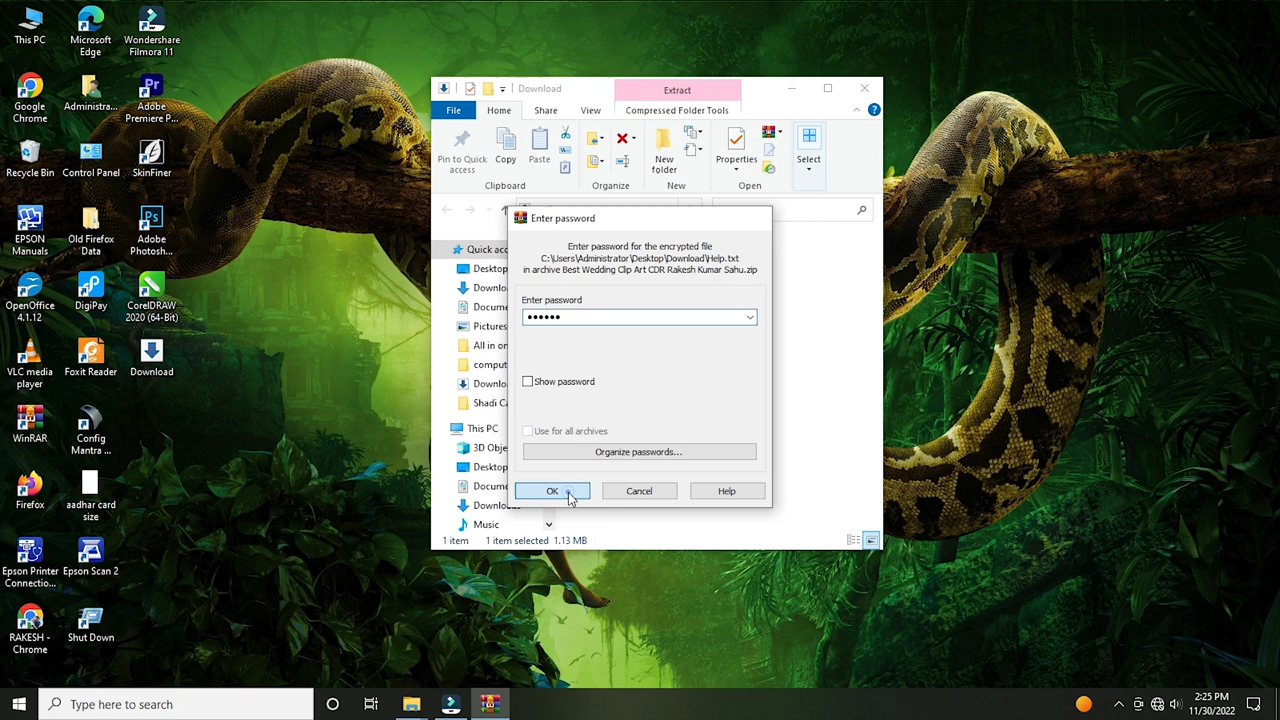 This PC
Microsoft
Edge
Wondershare
Filmora 11
Google
Chrome
Administra...
Adobe
Premiere P...
Recycle Bin
Control Panel
SkinFiner
EPSON
Manuals
Old Firefox
Data
Adobe
Photosh...
OpenOffice
4.1.12
DigiPay
CorelDRAW
2020 (64-Bit)
VLC media
player
Foxit Reader
Download
WinRAR
Config
Mantra ...
Firefox
aadhar card
size
Epson Printer
Connectio...
Epson Scan 2
RAKESH -
Chrome
Shut Down
Download
Extract
File
Home
Share
View
Compressed Folder Tools
Pin to Quick
access
Copy
Paste
New
folder
Properties
Select
Clipboard
Organize
New
Open
Quick acc
Desktop
Downlo
Docume
Pictures
All in on
comput
Downlo
Shadi Ca
This PC
3D Obje
Desktop
Docume
Downloads
Music
1 item
1 item selected
1.13 MB
Enter password
Enter password for the encrypted file
C:\Users\Administrator\Desktop\Download\Help.txt
in archive Best Wedding Clip Art CDR Rakesh Kumar Sahu.zip
Enter password
Show password
Use for all archives
Organize passwords...
OK
Cancel
Help
Type here to search
2:25 PM
11/30/2022